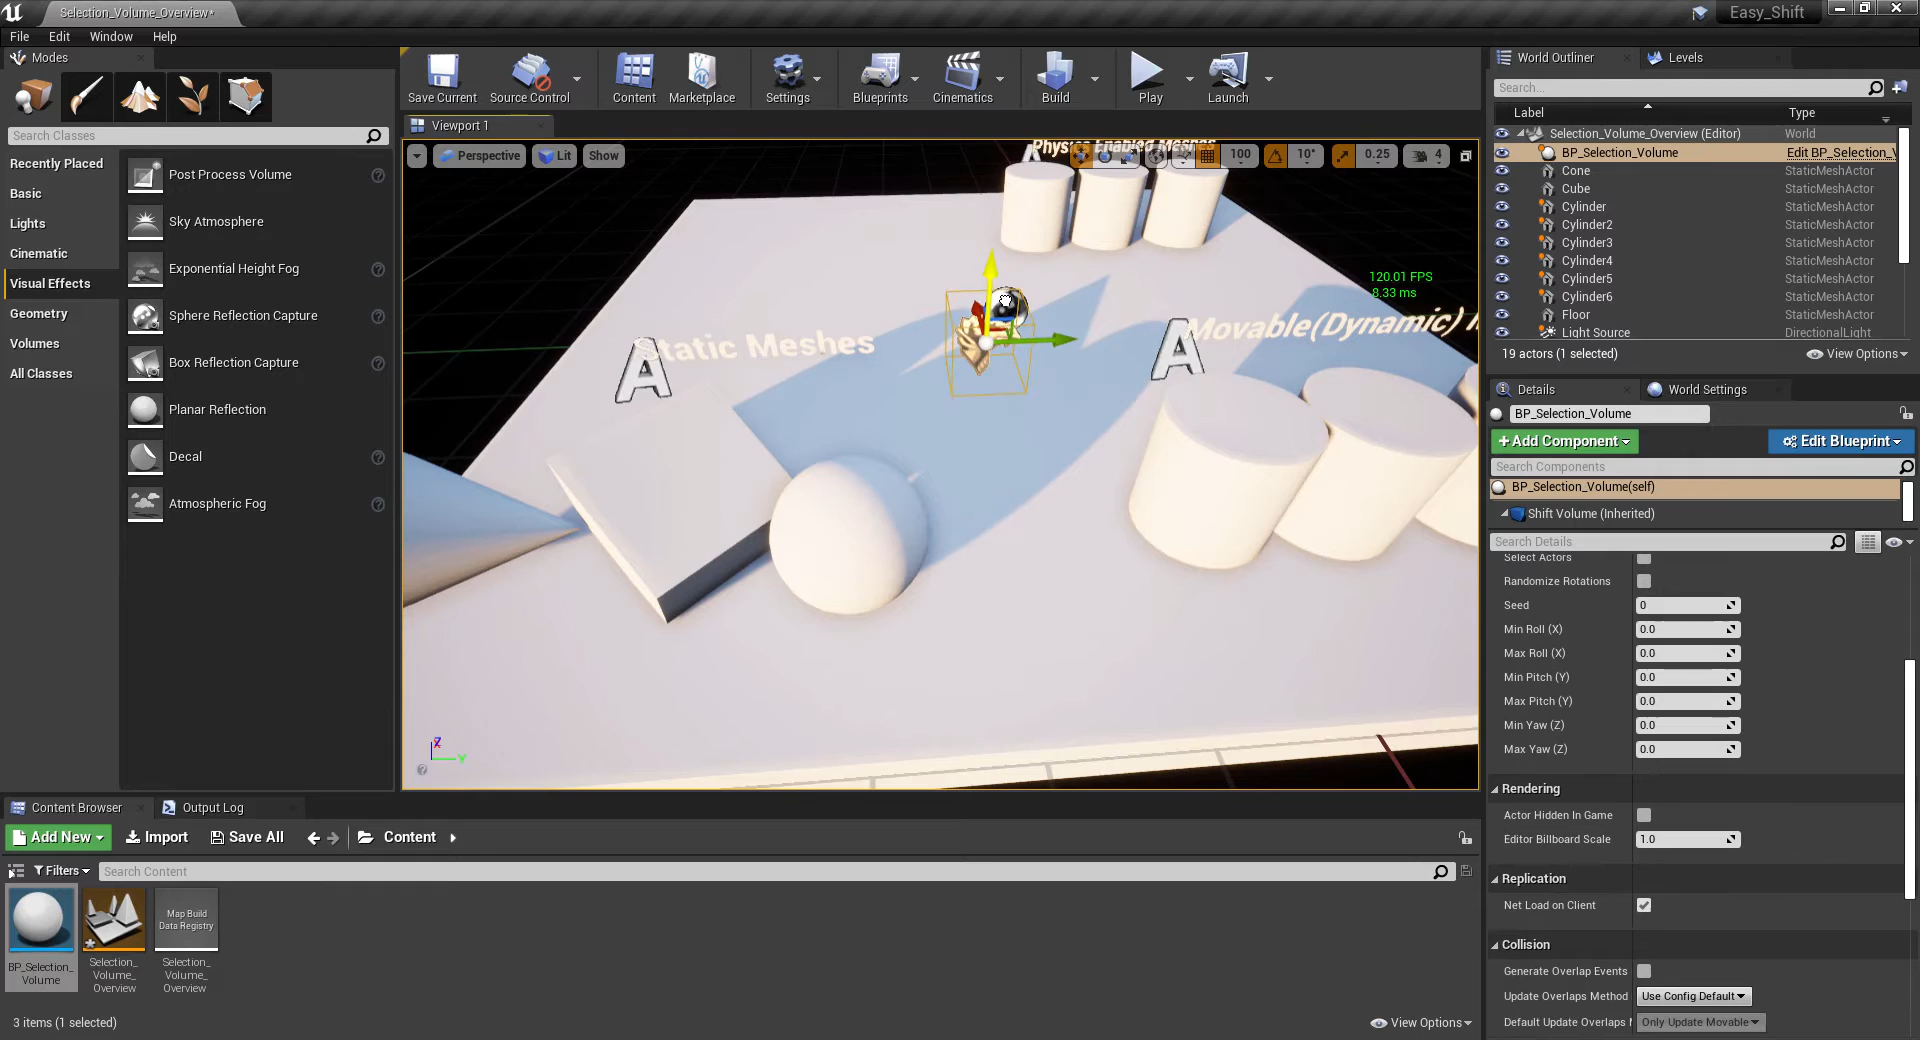 Selection_Volume_Overview*
Easy_Shift
File Edit Window Help
Modes
Search Classes
Recently Placed
Basic
Lights
Cinematic
Visual Effects
Geometry
Volumes
All Classes
Post Process Volume
Sky Atmosphere
Exponential Height Fog
Sphere Reflection Capture
Box Reflection Capture
Planar Reflection
Decal
Atmospheric Fog
Save Current Source Control Content Marketplace Settings Blueprints Cinematics Build Play Launch
Viewport 1
Perspective Lit Show
100 10° 0.25 4
Physics Enabled Meshes
120.01 FPS
8.33 ms
Static Meshes
Movable(Dynamic)
A
A
Z
Y
World Outliner Levels
Search...
Label Type
Selection_Volume_Overview (Editor) World
BP_Selection_Volume Edit BP_Selection_V
Cone StaticMeshActor
Cube StaticMeshActor
Cylinder StaticMeshActor
Cylinder2 StaticMeshActor
Cylinder3 StaticMeshActor
Cylinder4 StaticMeshActor
Cylinder5 StaticMeshActor
Cylinder6 StaticMeshActor
Floor StaticMeshActor
Light Source DirectionalLight
19 actors (1 selected) View Options
Details World Settings
BP_Selection_Volume
+Add Component Edit Blueprint
Search Components
BP_Selection_Volume(self)
Shift Volume (Inherited)
Search Details
Select Actors
Randomize Rotations
Seed 0
Min Roll (X) 0.0
Max Roll (X) 0.0
Min Pitch (Y) 0.0
Max Pitch (Y) 0.0
Min Yaw (Z) 0.0
Max Yaw (Z) 0.0
Rendering
Actor Hidden In Game
Editor Billboard Scale 1.0
Replication
Net Load on Client
Collision
Generate Overlap Events
Update Overlaps Method Use Config Default
Default Update Overlaps Only Update Movable
Content Browser Output Log
Add New Import Save All Content
Filters Search Content
BP_Selection_
Volume
Selection_
Volume_
Overview
Map Build
Data Registry
Selection_
Volume_
Overview
3 items (1 selected) View Options